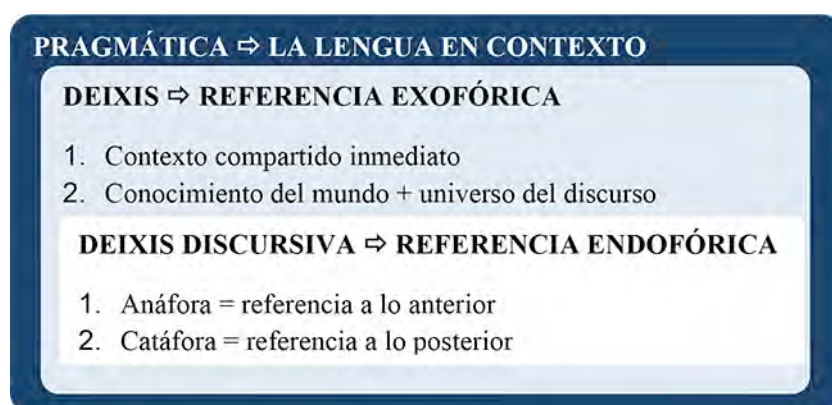 PRAGMÁTICA ⇨ LA LENGUA EN CONTEXTO
DEIXIS ⇨ REFERENCIA EXOFÓRICA
1. Contexto compartido inmediato
2. Conocimiento del mundo + universo del discurso
DEIXIS DISCURSIVA ⇨ REFERENCIA ENDOFÓRICA
1. Anáfora = referencia a lo anterior
2. Catáfora = referencia a lo posterior